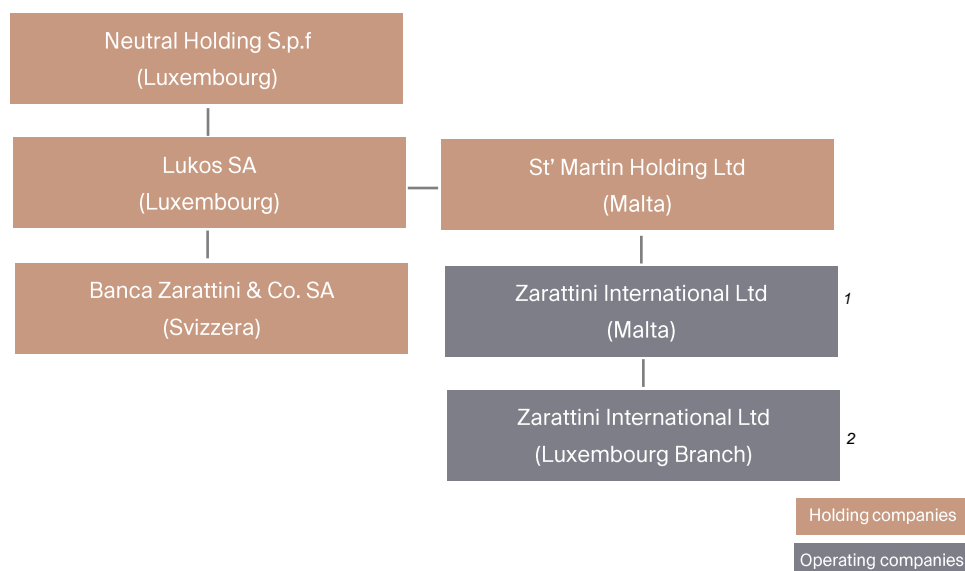 Neutral Holding S.p.f
(Luxembourg)
Lukos SA
(Luxembourg)
St’ Martin Holding Ltd
(Malta)
Banca Zarattini & Co. SA
(Svizzera)
Zarattini International Ltd
(Malta)
1
Zarattini International Ltd
(Luxembourg Branch)
2
Holding companies
Operating companies